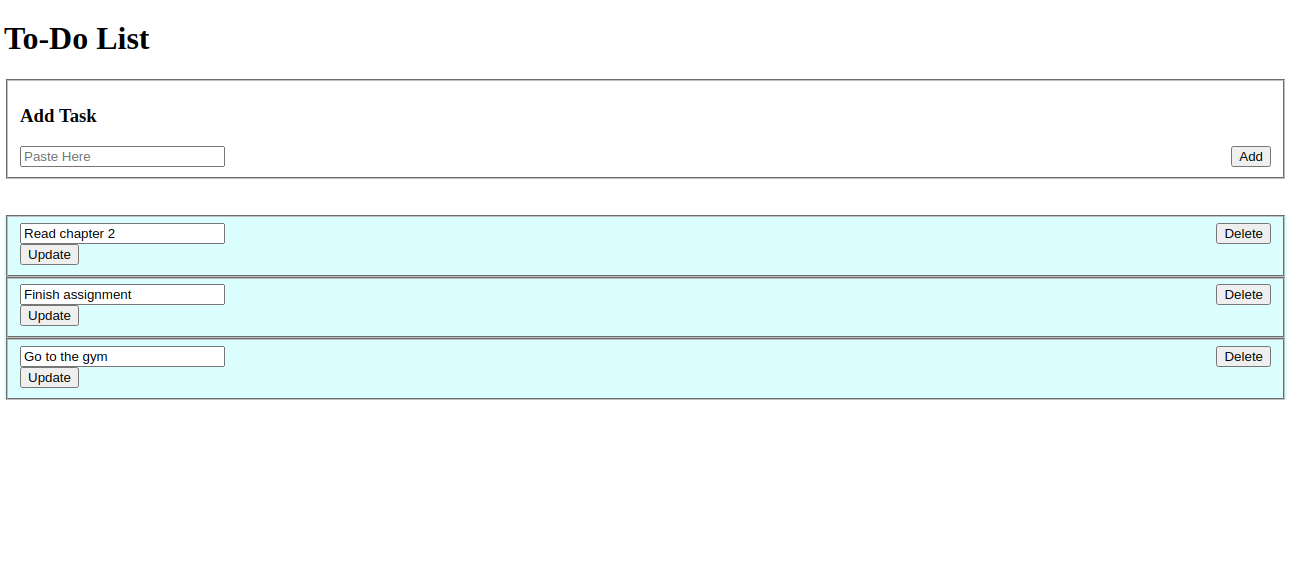 To-Do List
Add Task
Paste Here Add
Read chapter 2 Delete
Update
Finish assignment Delete
Update
Go to the gym Delete
Update